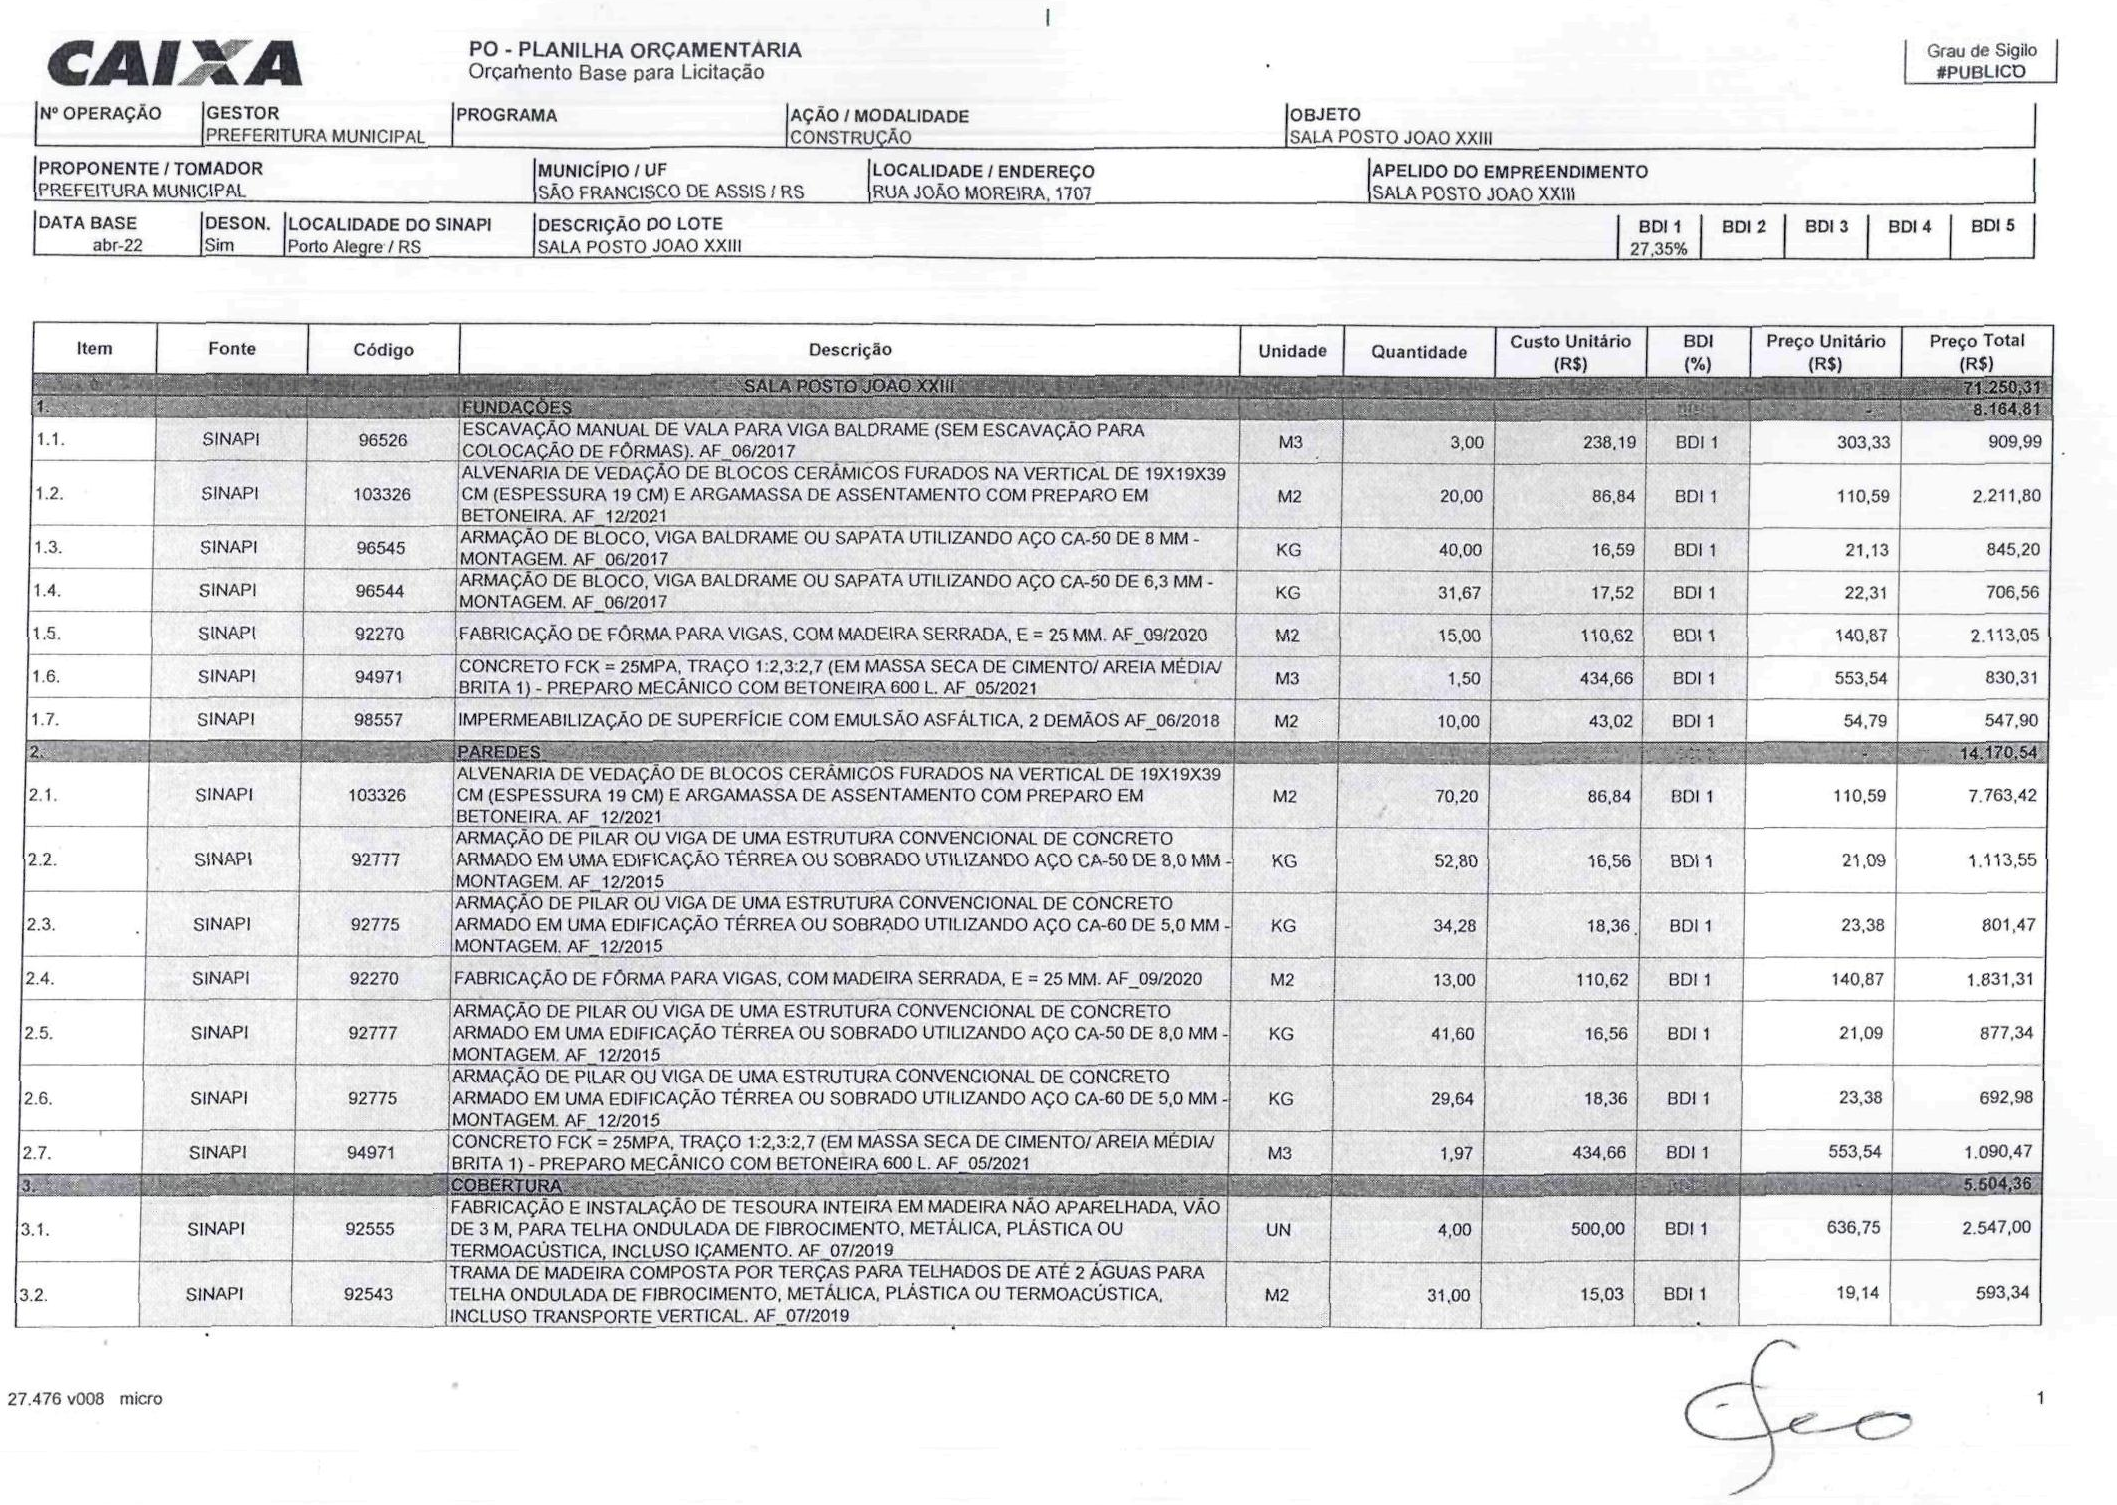 CAIXA
PO - PLANILHA ORÇAMENTÁRIA
Orçamento Base para Licitação
Grau de Sigilo
#PUBLICO
Nº OPERAÇÃO GESTOR PROGRAMA AÇÃO / MODALIDADE OBJETO
PREFERITURA MUNICIPAL CONSTRUÇÃO SALA POSTO JOAO XXIII
PROPONENTE / TOMADOR MUNICÍPIO / UF LOCALIDADE / ENDEREÇO APELIDO DO EMPREENDIMENTO
PREFEITURA MUNICIPAL SÃO FRANCISCO DE ASSIS / RS RUA JOÃO MOREIRA, 1707 SALA POSTO JOAO XXIII
DATA BASE DESON. LOCALIDADE DO SINAPI DESCRIÇÃO DO LOTE BDI 1 BDI 2 BDI 3 BDI 4 BDI 5
abr-22 Sim Porto Alegre / RS SALA POSTO JOAO XXIII 27,35%
Item Fonte Código Descrição Unidade Quantidade Custo Unitário (R$) BDI (%) Preço Unitário (R$) Preço Total (R$)
SALA POSTO JOAO XXIII 71.250,31
1. FUNDAÇÕES - 8.164,81
ESCAVAÇÃO MANUAL DE VALA PARA VIGA BALDRAME (SEM ESCAVAÇÃO PARA
1.1. SINAPI 96526 COLOCAÇÃO DE FÔRMAS). AF_06/2017 M3 3,00 238,19 BDI 1 303,33 909,99
ALVENARIA DE VEDAÇÃO DE BLOCOS CERÂMICOS FURADOS NA VERTICAL DE 19X19X39
1.2. SINAPI 103326 CM (ESPESSURA 19 CM) E ARGAMASSA DE ASSENTAMENTO COM PREPARO EM M2 20,00 86,84 BDI 1 110,59 2.211,80
BETONEIRA. AF_12/2021
ARMAÇÃO DE BLOCO, VIGA BALDRAME OU SAPATA UTILIZANDO AÇO CA-50 DE 8 MM -
1.3. SINAPI 96545 MONTAGEM. AF_06/2017 KG 40,00 16,59 BDI 1 21,13 845,20
ARMAÇÃO DE BLOCO, VIGA BALDRAME OU SAPATA UTILIZANDO AÇO CA-50 DE 6,3 MM -
1.4. SINAPI 96544 MONTAGEM. AF_06/2017 KG 31,67 17,52 BDI 1 22,31 706,56
1.5. SINAPI 92270 FABRICAÇÃO DE FÔRMA PARA VIGAS, COM MADEIRA SERRADA, E = 25 MM. AF_09/2020 M2 15,00 110,62 BDI 1 140,87 2.113,05
CONCRETO FCK = 25MPA, TRAÇO 1:2,3:2,7 (EM MASSA SECA DE CIMENTO/ AREIA MÉDIA/
1.6. SINAPI 94971 BRITA 1) - PREPARO MECÂNICO COM BETONEIRA 600 L. AF_05/2021 M3 1,50 434,66 BDI 1 553,54 830,31
1.7. SINAPI 98557 IMPERMEABILIZAÇÃO DE SUPERFÍCIE COM EMULSÃO ASFÁLTICA, 2 DEMÃOS AF_06/2018 M2 10,00 43,02 BDI 1 54,79 547,90
2. PAREDES - 14.170,54
ALVENARIA DE VEDAÇÃO DE BLOCOS CERÂMICOS FURADOS NA VERTICAL DE 19X19X39
2.1. SINAPI 103326 CM (ESPESSURA 19 CM) E ARGAMASSA DE ASSENTAMENTO COM PREPARO EM M2 70,20 86,84 BDI 1 110,59 7.763,42
BETONEIRA. AF_12/2021
ARMAÇÃO DE PILAR OU VIGA DE UMA ESTRUTURA CONVENCIONAL DE CONCRETO
2.2. SINAPI 92777 ARMADO EM UMA EDIFICAÇÃO TÉRREA OU SOBRADO UTILIZANDO AÇO CA-50 DE 8,0 MM - KG 52,80 16,56 BDI 1 21,09 1.113,55
MONTAGEM. AF_12/2015
ARMAÇÃO DE PILAR OU VIGA DE UMA ESTRUTURA CONVENCIONAL DE CONCRETO
2.3. SINAPI 92775 ARMADO EM UMA EDIFICAÇÃO TÉRREA OU SOBRADO UTILIZANDO AÇO CA-60 DE 5,0 MM - KG 34,28 18,36 BDI 1 23,38 801,47
MONTAGEM. AF_12/2015
2.4. SINAPI 92270 FABRICAÇÃO DE FÔRMA PARA VIGAS, COM MADEIRA SERRADA, E = 25 MM. AF_09/2020 M2 13,00 110,62 BDI 1 140,87 1.831,31
ARMAÇÃO DE PILAR OU VIGA DE UMA ESTRUTURA CONVENCIONAL DE CONCRETO
2.5. SINAPI 92777 ARMADO EM UMA EDIFICAÇÃO TÉRREA OU SOBRADO UTILIZANDO AÇO CA-50 DE 8,0 MM - KG 41,60 16,56 BDI 1 21,09 877,34
MONTAGEM. AF_12/2015
ARMAÇÃO DE PILAR OU VIGA DE UMA ESTRUTURA CONVENCIONAL DE CONCRETO
2.6. SINAPI 92775 ARMADO EM UMA EDIFICAÇÃO TÉRREA OU SOBRADO UTILIZANDO AÇO CA-60 DE 5,0 MM - KG 29,64 18,36 BDI 1 23,38 692,98
MONTAGEM. AF_12/2015
CONCRETO FCK = 25MPA, TRAÇO 1:2,3:2,7 (EM MASSA SECA DE CIMENTO/ AREIA MÉDIA/
2.7. SINAPI 94971 BRITA 1) - PREPARO MECÂNICO COM BETONEIRA 600 L. AF_05/2021 M3 1,97 434,66 BDI 1 553,54 1.090,47
3. COBERTURA - 5.504,36
FABRICAÇÃO E INSTALAÇÃO DE TESOURA INTEIRA EM MADEIRA NÃO APARELHADA, VÃO
3.1. SINAPI 92555 DE 3 M, PARA TELHA ONDULADA DE FIBROCIMENTO, METÁLICA, PLÁSTICA OU UN 4,00 500,00 BDI 1 636,75 2.547,00
TERMOACÚSTICA, INCLUSO IÇAMENTO. AF_07/2019
TRAMA DE MADEIRA COMPOSTA POR TERÇAS PARA TELHADOS DE ATÉ 2 ÁGUAS PARA
3.2. SINAPI 92543 TELHA ONDULADA DE FIBROCIMENTO, METÁLICA, PLÁSTICA OU TERMOACÚSTICA, M2 31,00 15,03 BDI 1 19,14 593,34
INCLUSO TRANSPORTE VERTICAL. AF_07/2019
27.476 v008 micro 1